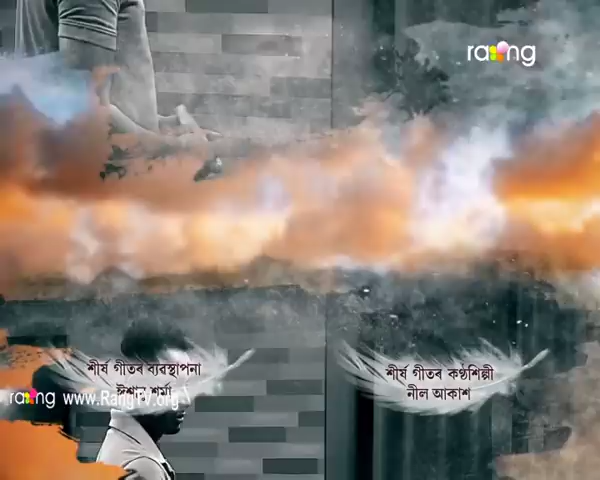 rang
শীৰ্ষ গীতৰ ব্যৱস্থাপনা
ঈশান শৰ্মা
শীৰ্ষ গীতৰ কণ্ঠশিল্পী
নীল আকাশ
rang www.RangTV.org